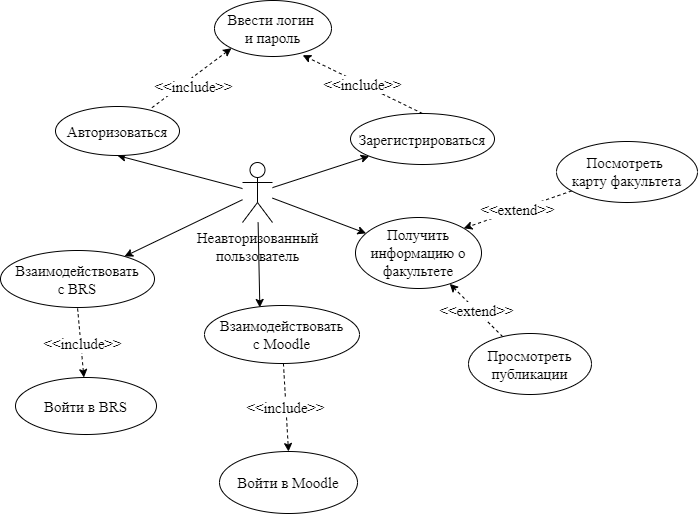 Ввести логин
и пароль
<<include>>
<<include>>
Авторизоваться
Зарегистрироваться
Посмотреть
карту факультета
<<extend>>
Неавторизованный
пользователь
Получить
информацию о
факультете
Взаимодействовать
с BRS
<<extend>>
<<include>>
Взаимодействовать
с Moodle
Просмотреть
публикации
Войти в BRS
<<include>>
Войти в Moodle